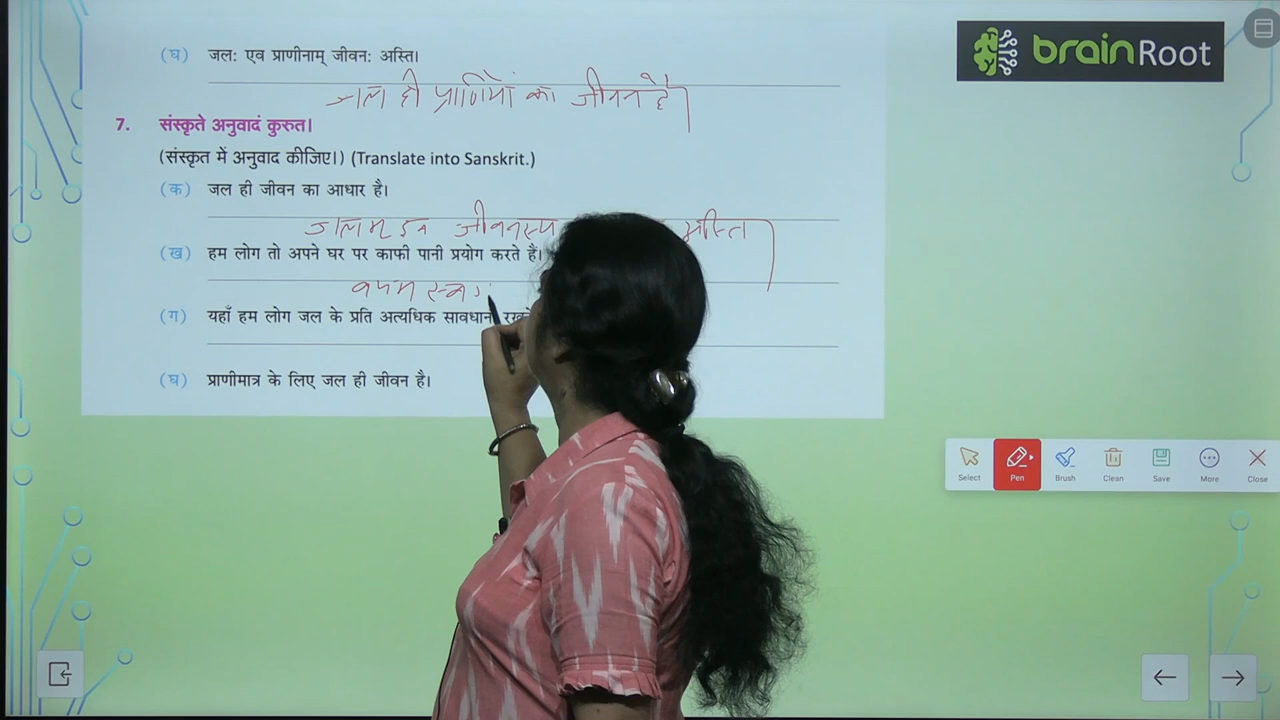 brainRoot
(घ) जलः एव प्राणीनाम् जीवनः अस्ति।
जल ही प्राणियों का जीवन है।
7. संस्कृते अनुवादं कुरुत।
(संस्कृत में अनुवाद कीजिए।) (Translate into Sanskrit.)
(क) जल ही जीवन का आधार है।
जलम् जीवनस्य अस्ति
(ख) हम लोग तो अपने घर पर काफी पानी प्रयोग करते हैं।
वयम्
(ग) यहाँ हम लोग जल के प्रति अत्यधिक सावधानी
(घ) प्राणीमात्र के लिए जल ही जीवन है।
Select Pen Brush Clean Save More Close